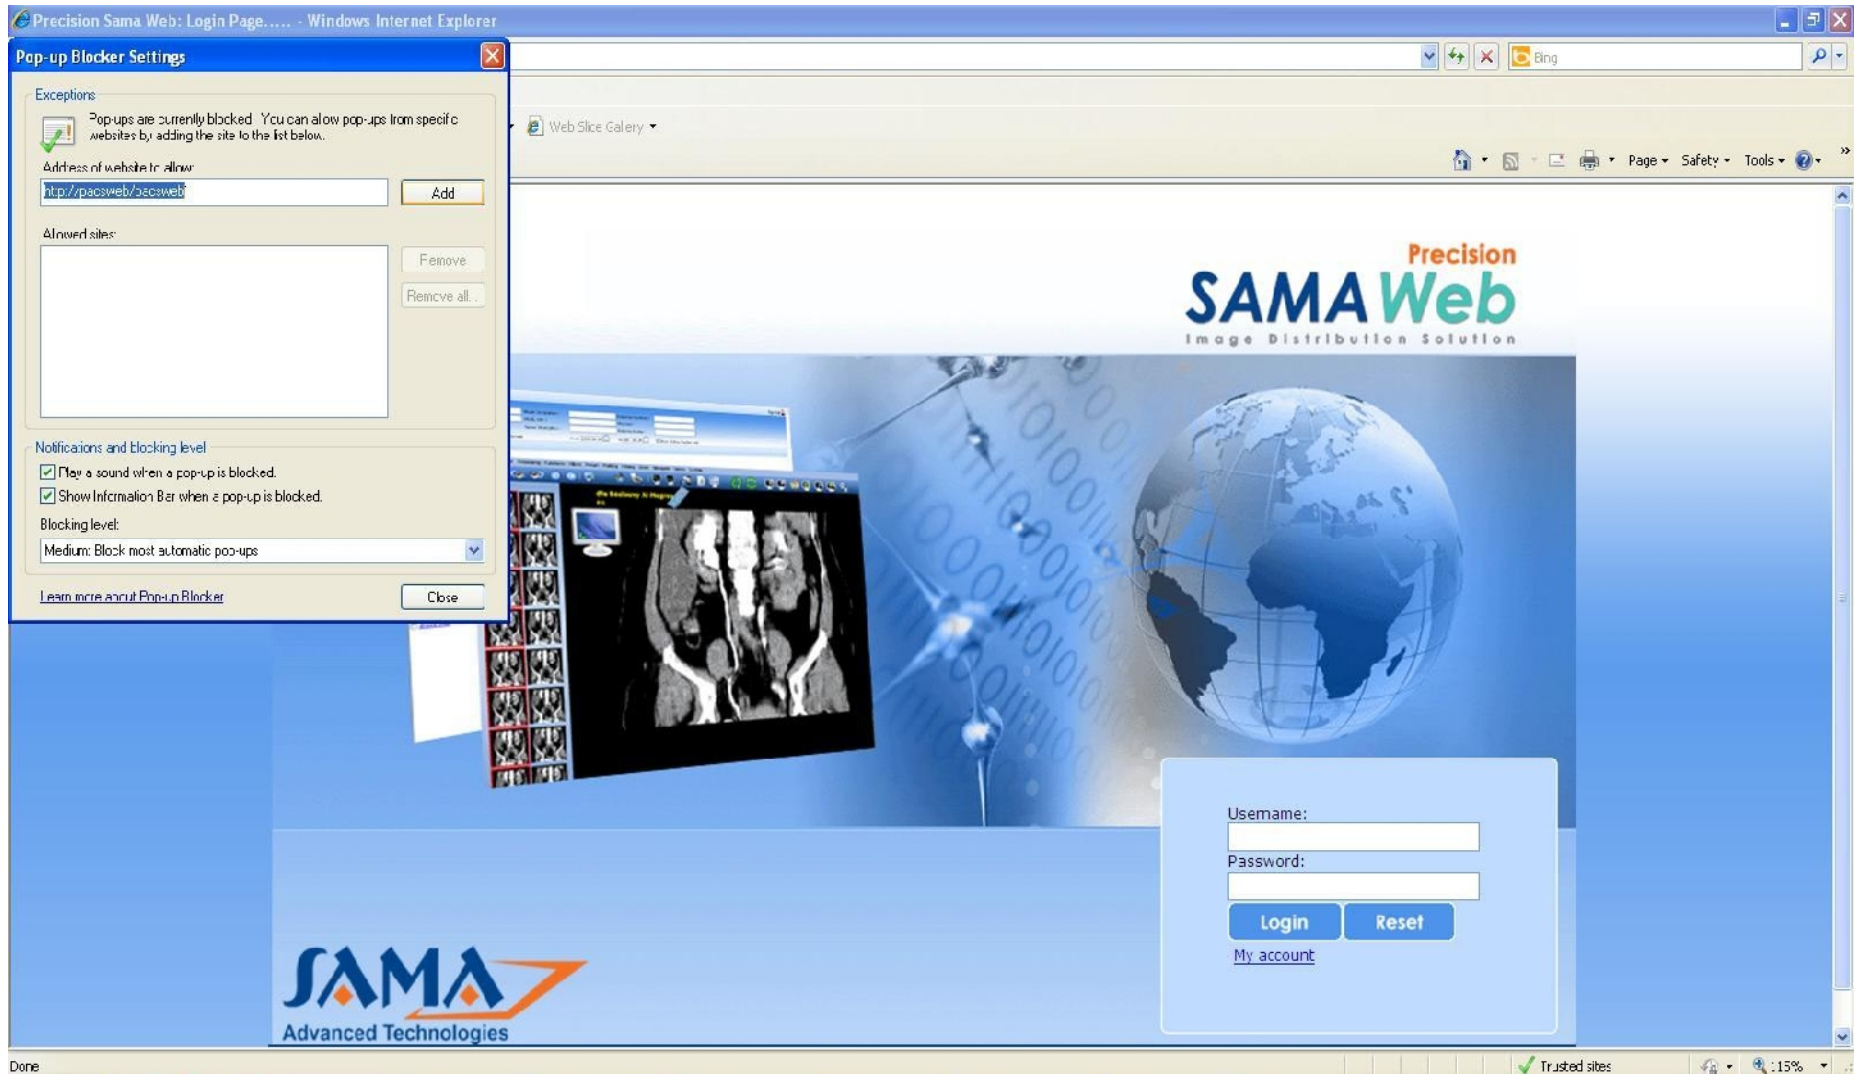 Precision Sama Web: Login Page..... - Windows Internet Explorer
Pop-up Blocker Settings
Bing
Exceptions
Pop-ups are currently blocked. You can allow pop-ups from specific
websites by adding the site to the list below.
Web Slice Gallery
Page Safety Tools
»
Address of website to allow:
http://pacsweb/pacsweb
Add
Allowed sites:
Remove
Remove all...
Precision
SAMA Web
Image Distribution Solution
Notifications and blocking level
Play a sound when a pop-up is blocked.
Show Information Bar when a pop-up is blocked.
Blocking level:
Medium: Block most automatic pop-ups
Learn more about Pop-up Blocker
Close
Username:
Password:
Login Reset
My account
SAMA
Advanced Technologies
Done
Trusted sites
115%